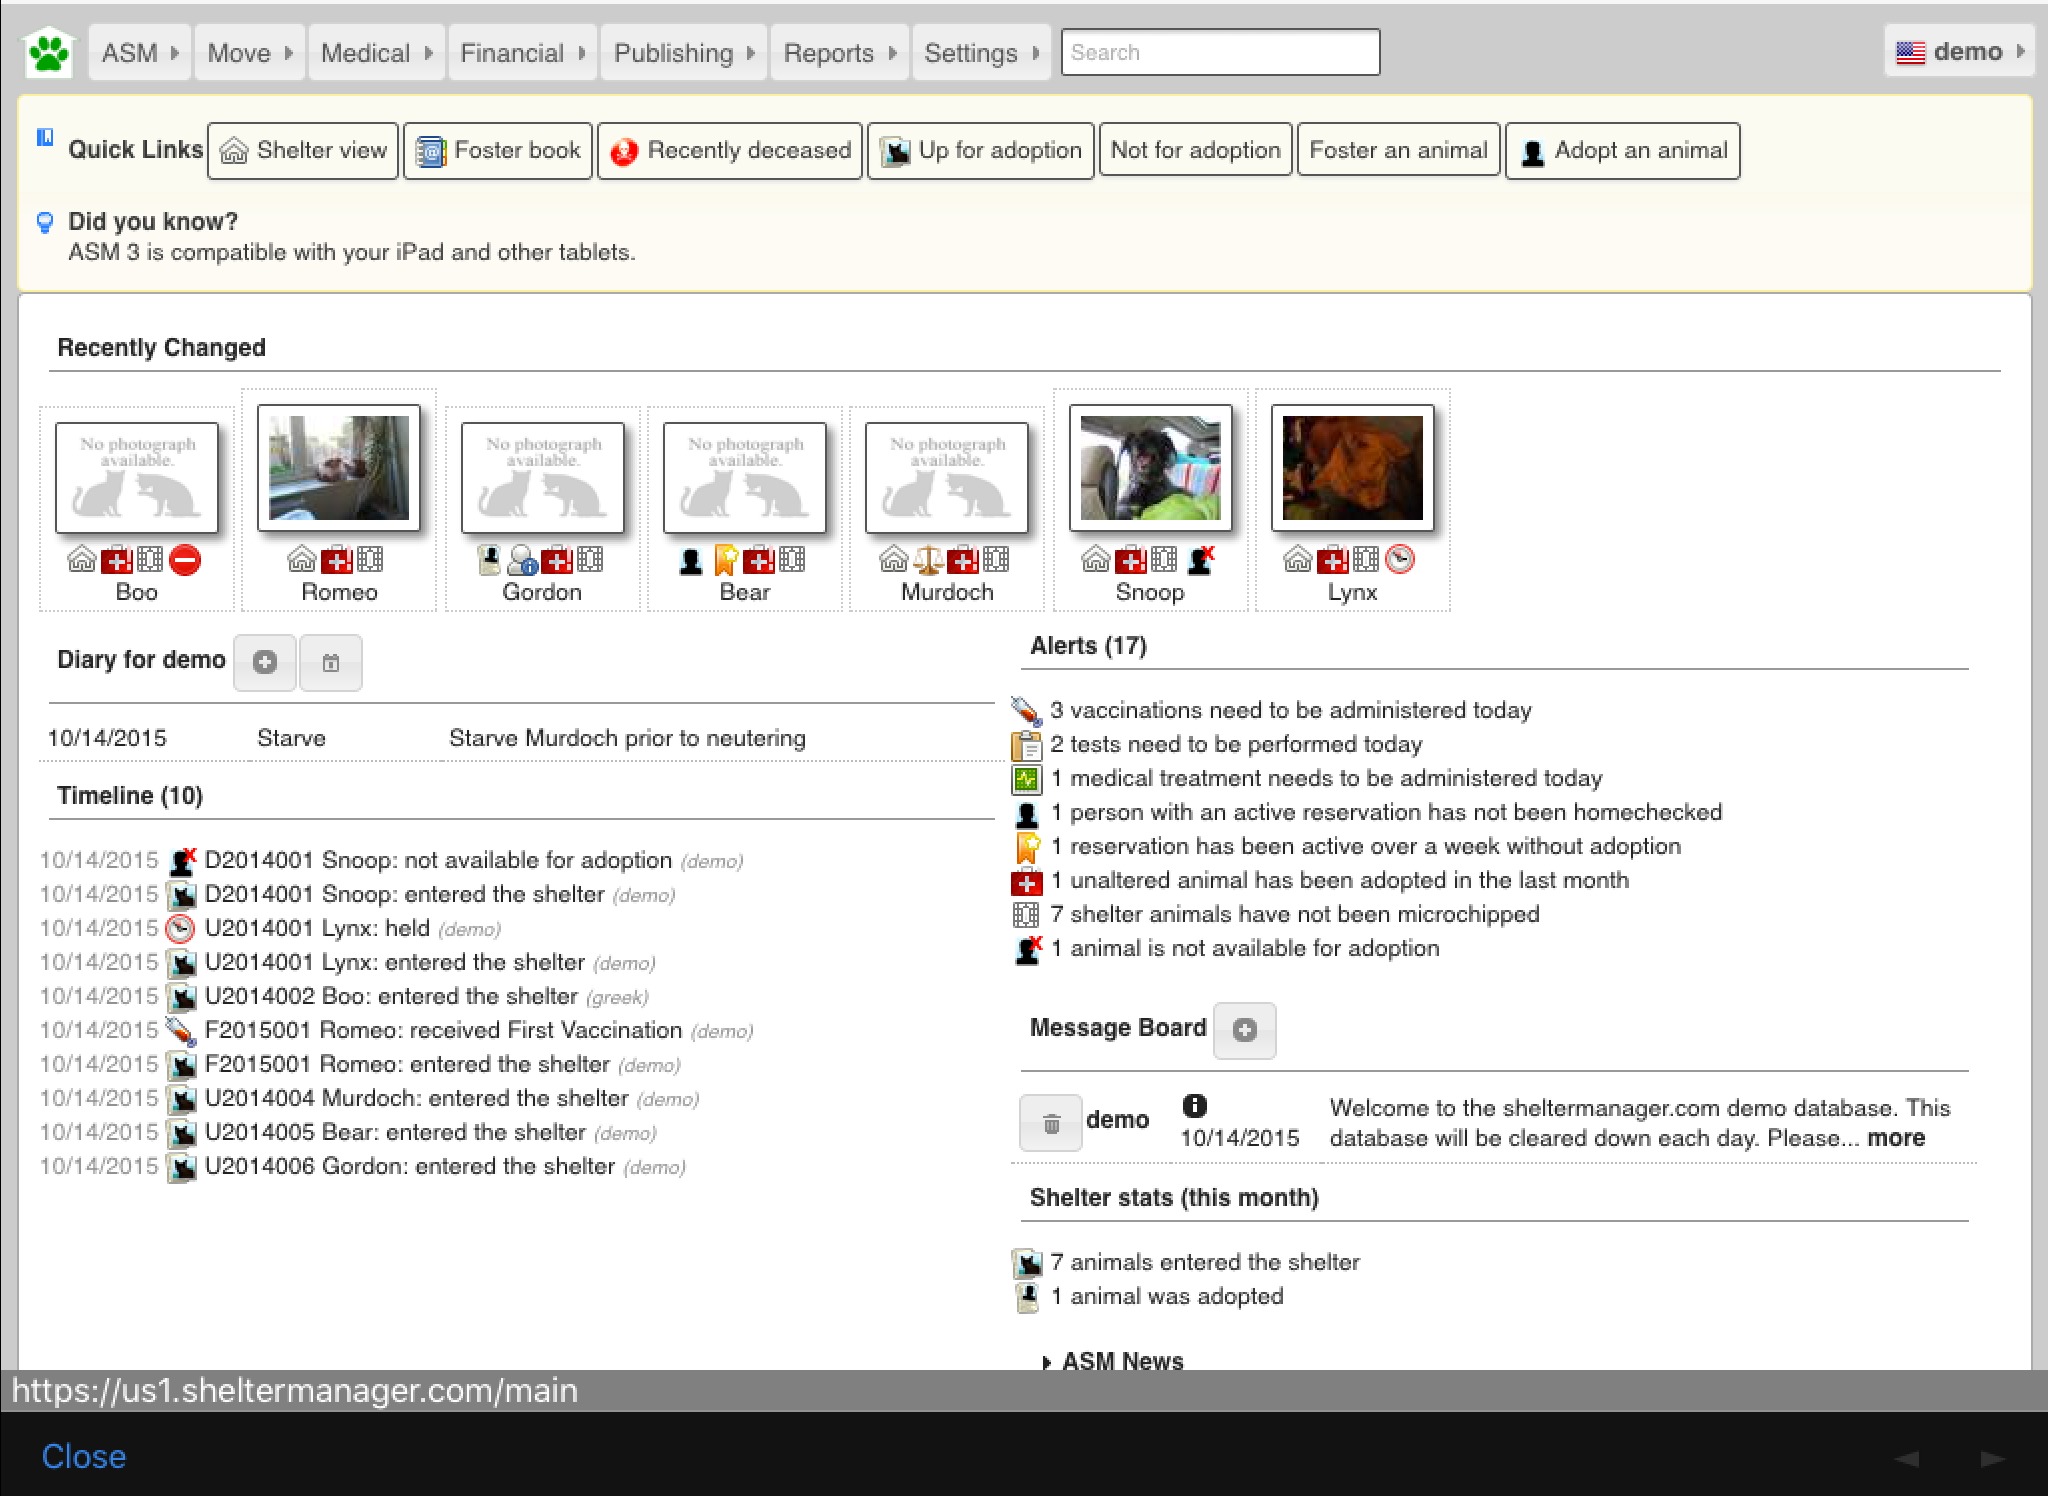 ASM Move Medical Financial Publishing Reports Settings Search demo
Quick Links Shelter view Foster book Recently deceased Up for adoption Not for adoption Foster an animal Adopt an animal
Did you know?
ASM 3 is compatible with your iPad and other tablets.
Recently Changed
No photograph available.
Boo
Romeo
No photograph available.
Gordon
No photograph available.
Bear
No photograph available.
Murdoch
Snoop
Lynx
Diary for demo
10/14/2015 Starve Starve Murdoch prior to neutering
Timeline (10)
10/14/2015 D2014001 Snoop: not available for adoption (demo)
10/14/2015 D2014001 Snoop: entered the shelter (demo)
10/14/2015 U2014001 Lynx: held (demo)
10/14/2015 U2014001 Lynx: entered the shelter (demo)
10/14/2015 U2014002 Boo: entered the shelter (greek)
10/14/2015 F2015001 Romeo: received First Vaccination (demo)
10/14/2015 F2015001 Romeo: entered the shelter (demo)
10/14/2015 U2014004 Murdoch: entered the shelter (demo)
10/14/2015 U2014005 Bear: entered the shelter (demo)
10/14/2015 U2014006 Gordon: entered the shelter (demo)
Alerts (17)
3 vaccinations need to be administered today
2 tests need to be performed today
1 medical treatment needs to be administered today
1 person with an active reservation has not been homechecked
1 reservation has been active over a week without adoption
1 unaltered animal has been adopted in the last month
7 shelter animals have not been microchipped
1 animal is not available for adoption
Message Board
demo 10/14/2015 Welcome to the sheltermanager.com demo database. This
database will be cleared down each day. Please... more
Shelter stats (this month)
7 animals entered the shelter
1 animal was adopted
ASM News
https://us1.sheltermanager.com/main
Close